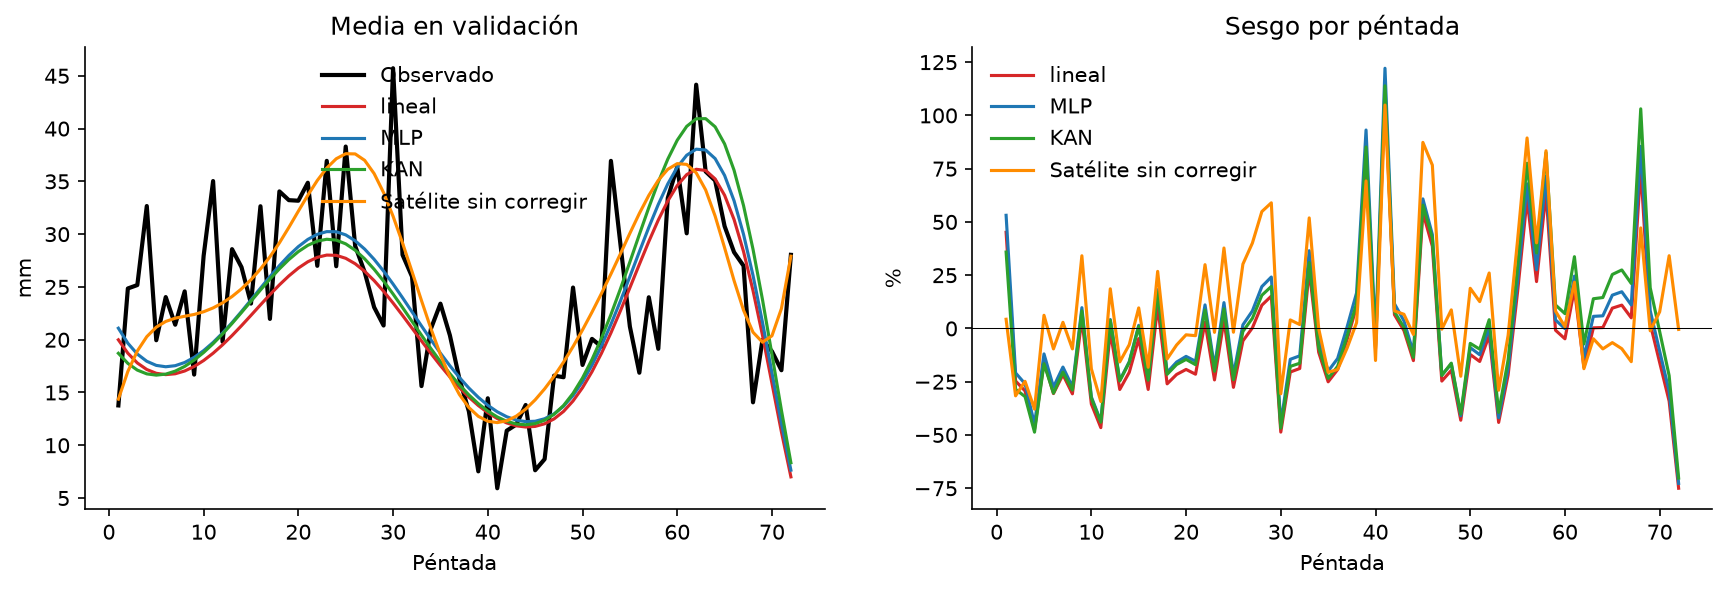 Media en validación
mm
45
40
35
30
25
20
15
10
5
0
10
20
30
40
50
60
70
Péntada
Observado
lineal
MLP
KAN
Satélite sin corregir
Sesgo por péntada
%
125
100
75
50
25
0
−25
−50
−75
0
10
20
30
40
50
60
70
Péntada
lineal
MLP
KAN
Satélite sin corregir